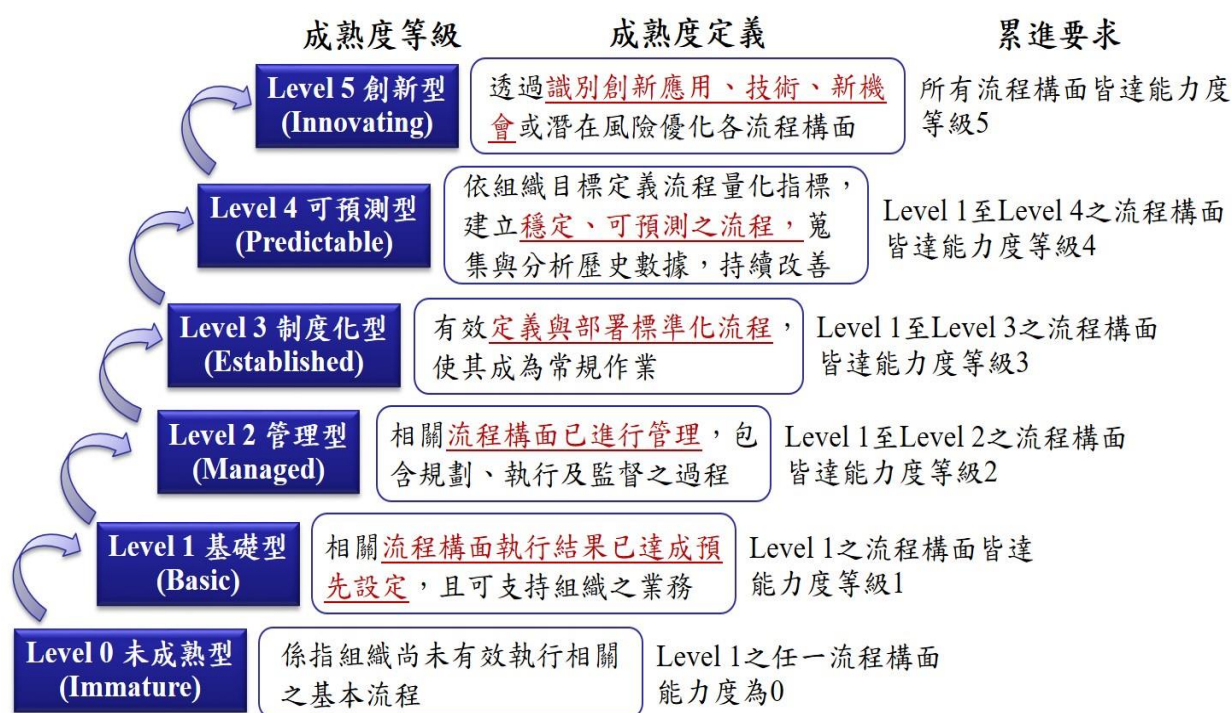 成熟度等級
成熟度定義
累進要求
Level 5 創新型
(Innovating)
透過識別創新應用、技術、新機
會或潛在風險優化各流程構面
所有流程構面皆達能力度
等級5
Level 4 可預測型
(Predictable)
依組織目標定義流程量化指標，
建立穩定、可預測之流程，蒐
集與分析歷史數據，持續改善
Level 1至Level 4之流程構面
皆達能力度等級4
Level 3 制度化型
(Established)
有效定義與部署標準化流程，
使其成為常規作業
Level 1至Level 3之流程構面
皆達能力度等級3
Level 2 管理型
(Managed)
相關流程構面已進行管理，包
含規劃、執行及監督之過程
Level 1至Level 2之流程構面
皆達能力度等級2
Level 1 基礎型
(Basic)
相關流程構面執行結果已達成預
先設定，且可支持組織之業務
Level 1之流程構面皆達
能力度等級1
Level 0 未成熟型
(Immature)
係指組織尚未有效執行相關
之基本流程
Level 1之任一流程構面
能力度為0